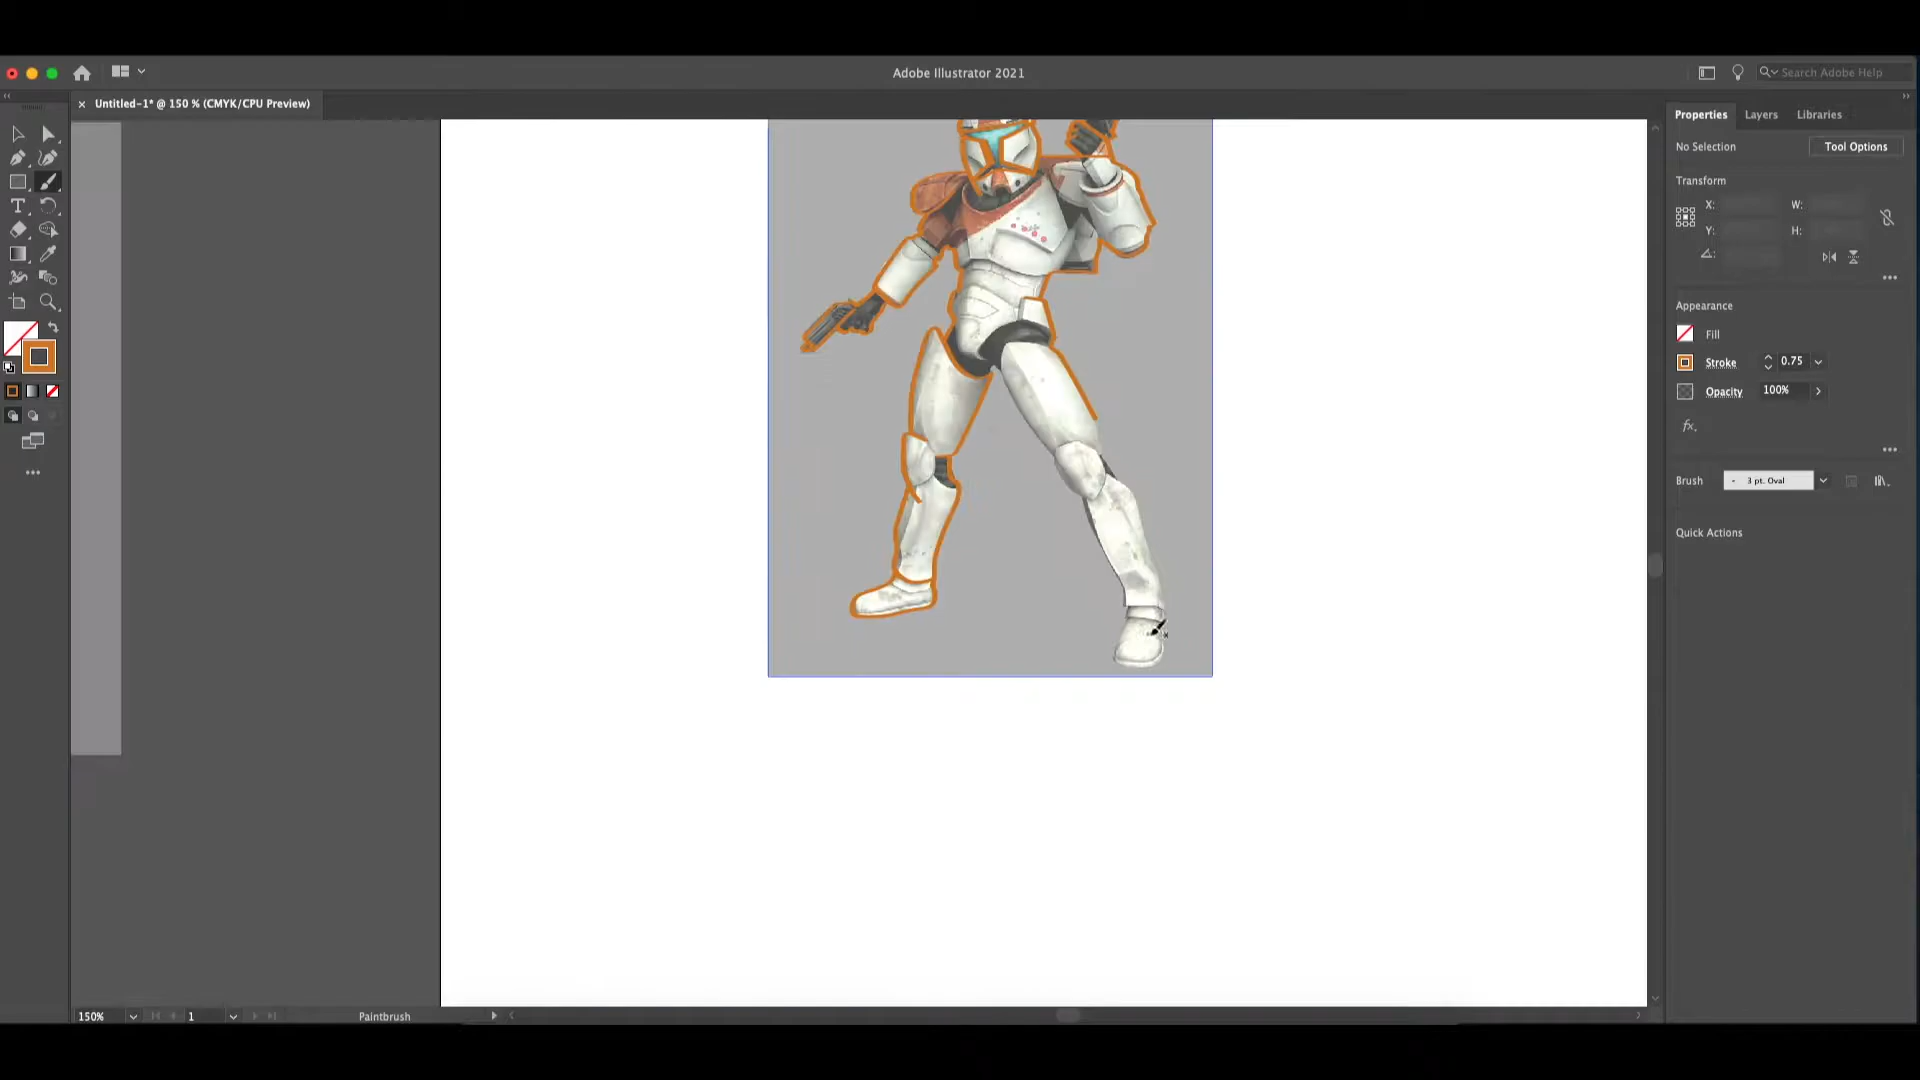 Adobe Illustrator 2021
Search Adobe Help
Untitled-1* @ 150 % (CMYK/CPU Preview)
Properties
Layers
Libraries
No Selection
Tool Options
Transform
X:
W:
Y:
H:
Appearance
Fill
Stroke
0.75
Opacity
100%
fx.
Brush
3 pt. Oval
Quick Actions
150%
1
Paintbrush